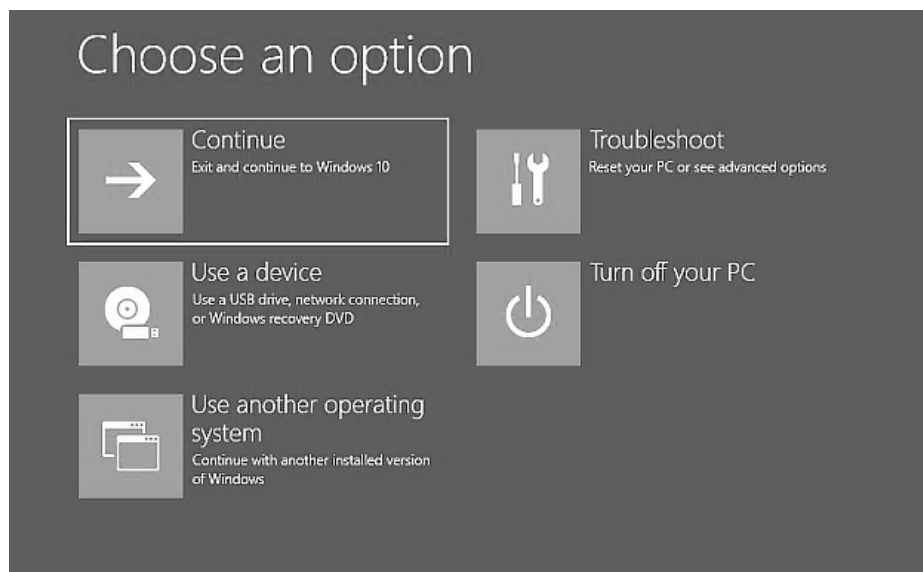 Choose an option
Continue
Exit and continue to Windows 10
Use a device
Use a USB drive, network connection,
or Windows recovery DVD
Use another operating
system
Continue with another installed version
of Windows
Troubleshoot
Reset your PC or see advanced options
Turn off your PC